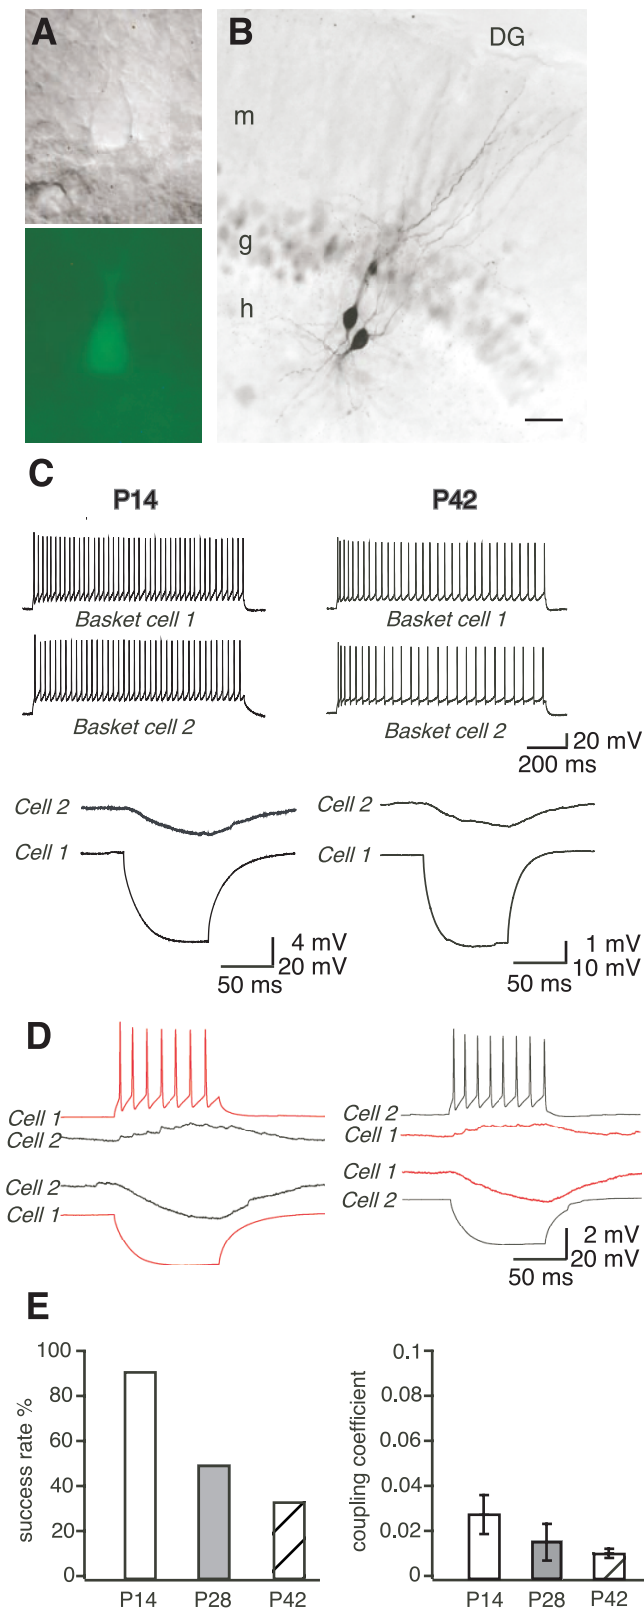 A
B
DG
m
g
h
C
P14
P42
Basket cell 1
Basket cell 1
Basket cell 2
Basket cell 2
20 mV
200 ms
Cell 2
Cell 2
Cell 1
Cell 1
4 mV
20 mV
50 ms
1 mV
10 mV
50 ms
D
Cell 1
Cell 2
Cell 2
Cell 1
Cell 2
Cell 1
Cell 1
Cell 2
2 mV
20 mV
50 ms
E
success rate %
100
80
60
40
20
0
P14 P28 P42
coupling coefficient
0.1
0.08
0.06
0.04
0.02
0
P14 P28 P42